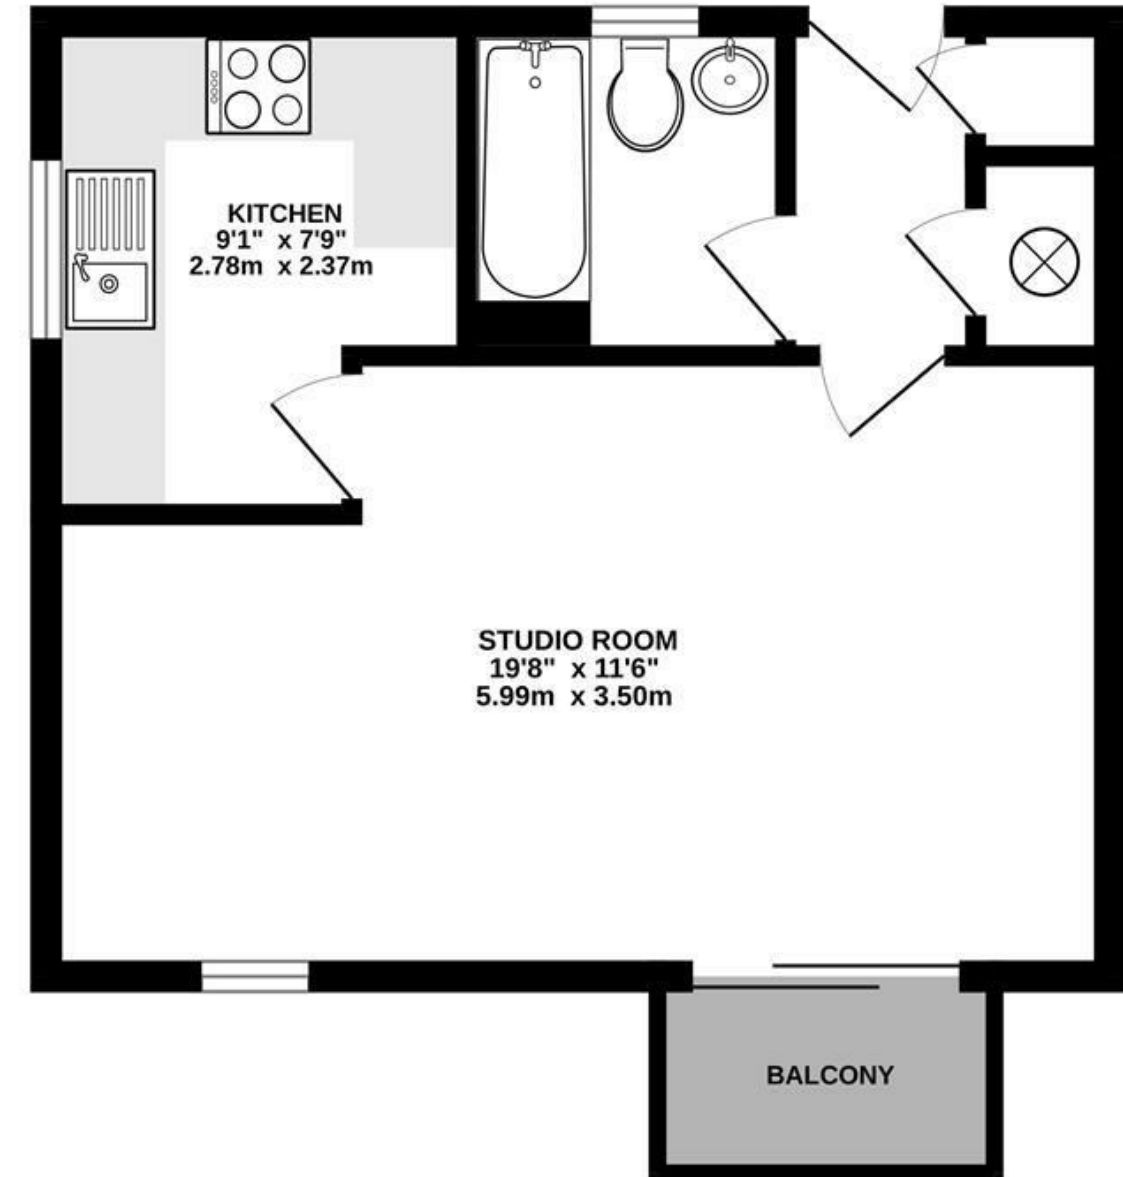 KITCHEN
9'1" x 7'9"
2.78m x 2.37m
STUDIO ROOM
19'8" x 11'6"
5.99m x 3.50m
BALCONY